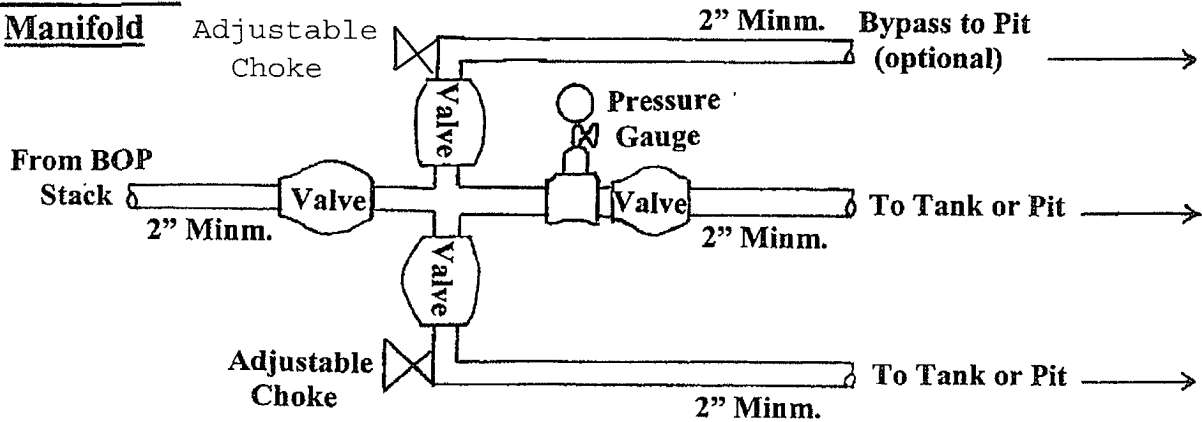 Manifold
Adjustable
Choke
2” Minm.
Bypass to Pit
(optional)
Valve
Pressure
Gauge
From BOP
Stack
2” Minm.
Valve
Valve
2” Minm.
To Tank or Pit
Valve
Adjustable
Choke
2” Minm.
To Tank or Pit